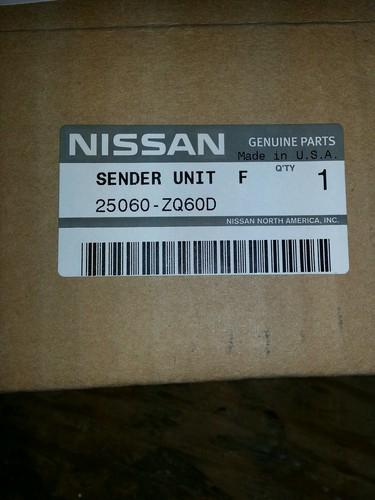 NISSAN GENUINE PARTS
Made in U.S.A.
SENDER UNIT F Q'TY 1
25060-ZQ60D
NISSAN NORTH AMERICA, INC.